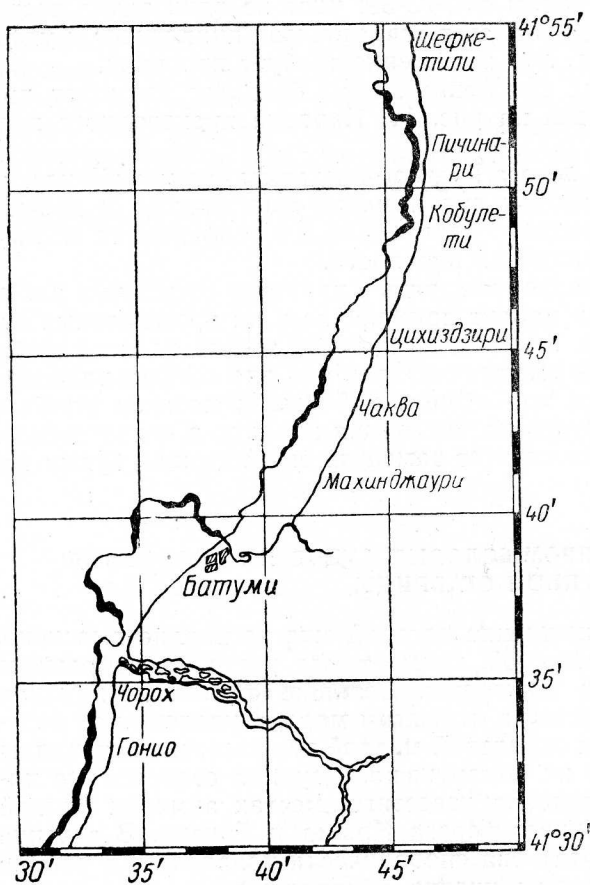 41°55'
Шефке-
тили
Пичина-
ри
50'
Кобуле-
ти
Цихиздзири
45'
Чаква
Махинджаури
40'
Батуми
35'
Чорох
Гонио
41°30'
30' 35' 40' 45'